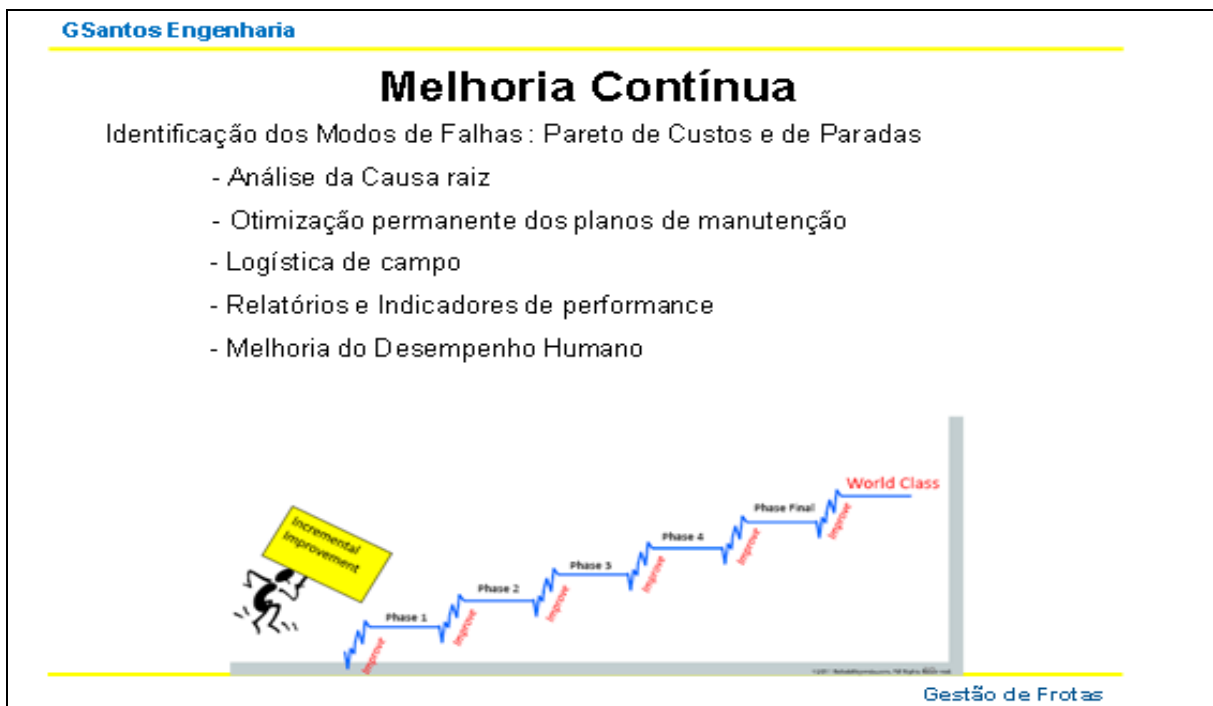 GSantos Engenharia
Melhoria Contínua
Identificação dos Modos de Falhas : Pareto de Custos e de Paradas
- Análise da Causa raiz
- Otimização permanente dos planos de manutenção
- Logística de campo
- Relatórios e Indicadores de performance
- Melhoria do Desempenho Humano
World Class
Phase Final
Improve
Phase 4
Improve
Phase 3
Improve
Phase 2
Improve
Phase 1
Improve
Improve
Incremental
Improvement
Gestão de Frotas